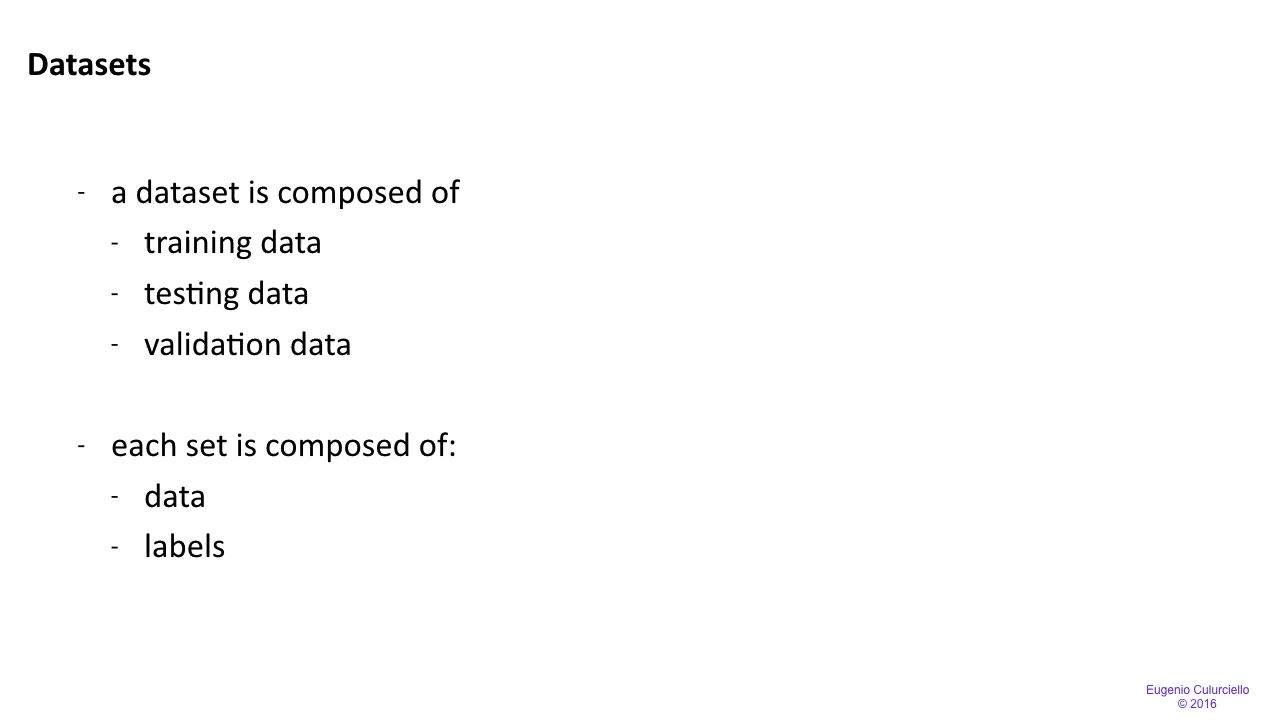 Datasets
- a dataset is composed of
- training data
- testing data
- validation data
- each set is composed of:
- data
- labels
Eugenio Culurciello
© 2016